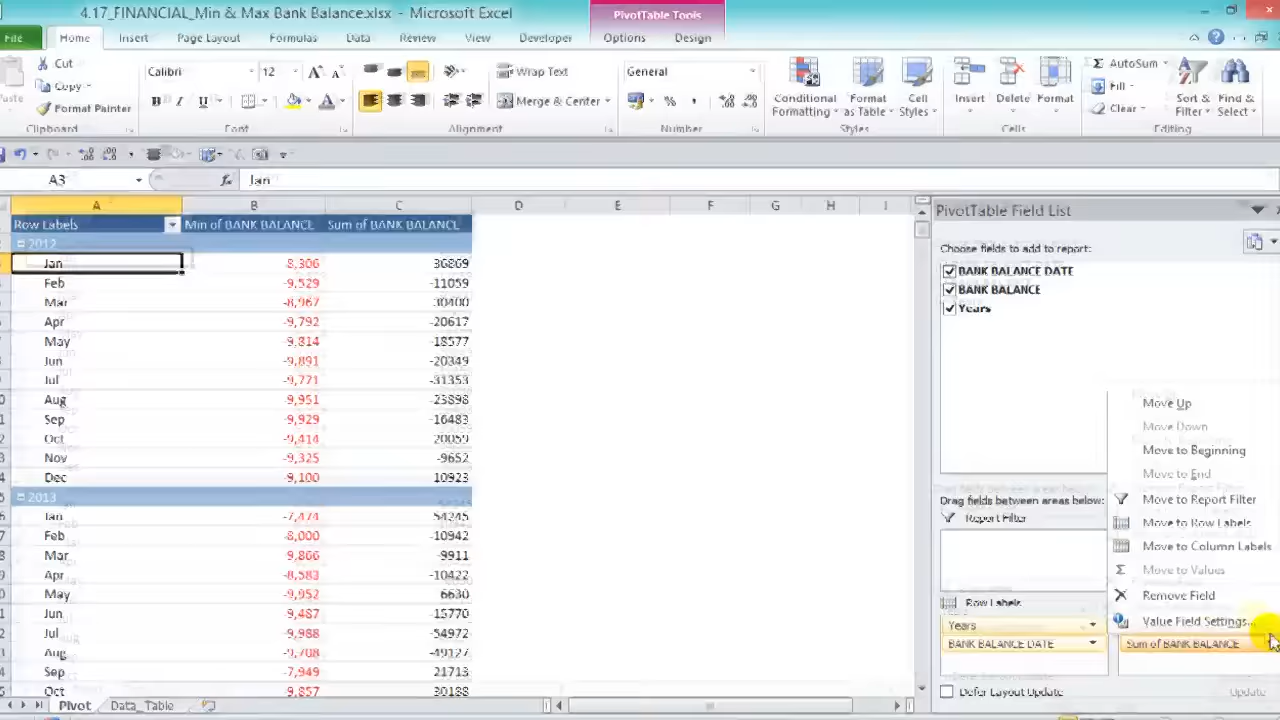 4.17_FINANCIAL_Min & Max Bank Balance.xlsx - Microsoft Excel
PivotTable Tools
File Home Insert Page Layout Formulas Data Review View Developer Options Design
Cut
Copy
Format Painter
Clipboard
Calibri 12
B I U
Font
Wrap Text
Merge & Center
Alignment
General
Number
Conditional Formatting
Format as Table
Cell Styles
Styles
Insert Delete Format
Cells
AutoSum
Fill
Clear
Sort & Filter
Find & Select
Editing
A3 fx Jan
A B C D E F G H I
Row Labels Min of BANK BALANCE Sum of BANK BALANCE
2012
Jan -8,306 36869
Feb -9,529 -11059
Mar -8,967 30400
Apr -9,792 -20617
May -9,814 -18577
Jun -9,891 -20349
Jul -9,771 -31353
Aug -9,951 -23898
Sep -9,929 -16483
Oct -9,414 20059
Nov -9,325 -9652
Dec -9,100 10923
2013
Jan -7,474 54245
Feb -8,000 -10942
Mar -9,866 -9911
Apr -8,583 -10422
May -9,952 6630
Jun -9,487 -15770
Jul -9,988 -54972
Aug -9,708 -49127
Sep -7,949 21713
Oct -9,857 30188
Pivot Data_Table
PivotTable Field List
Choose fields to add to report:
BANK BALANCE DATE
BANK BALANCE
Years
Move Up
Move Down
Move to Beginning
Move to End
Move to Report Filter
Move to Row Labels
Move to Column Labels
Move to Values
Remove Field
Value Field Settings...
Drag fields between areas below:
Report Filter
Row Labels
Years
BANK BALANCE DATE
Sum of BANK BALANCE
Defer Layout Update
Update